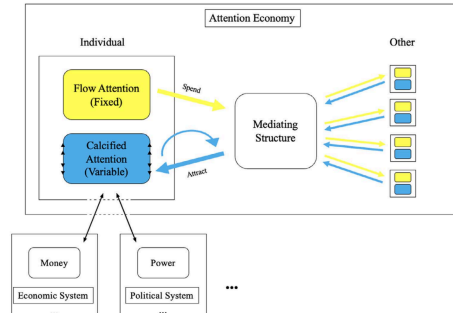 Attention Economy
Individual
Other
Flow Attention
(Fixed)
Spend
Mediating
Structure
Calcified
Attention
(Variable)
Attract
Money
Power
Economic System
Political System
...